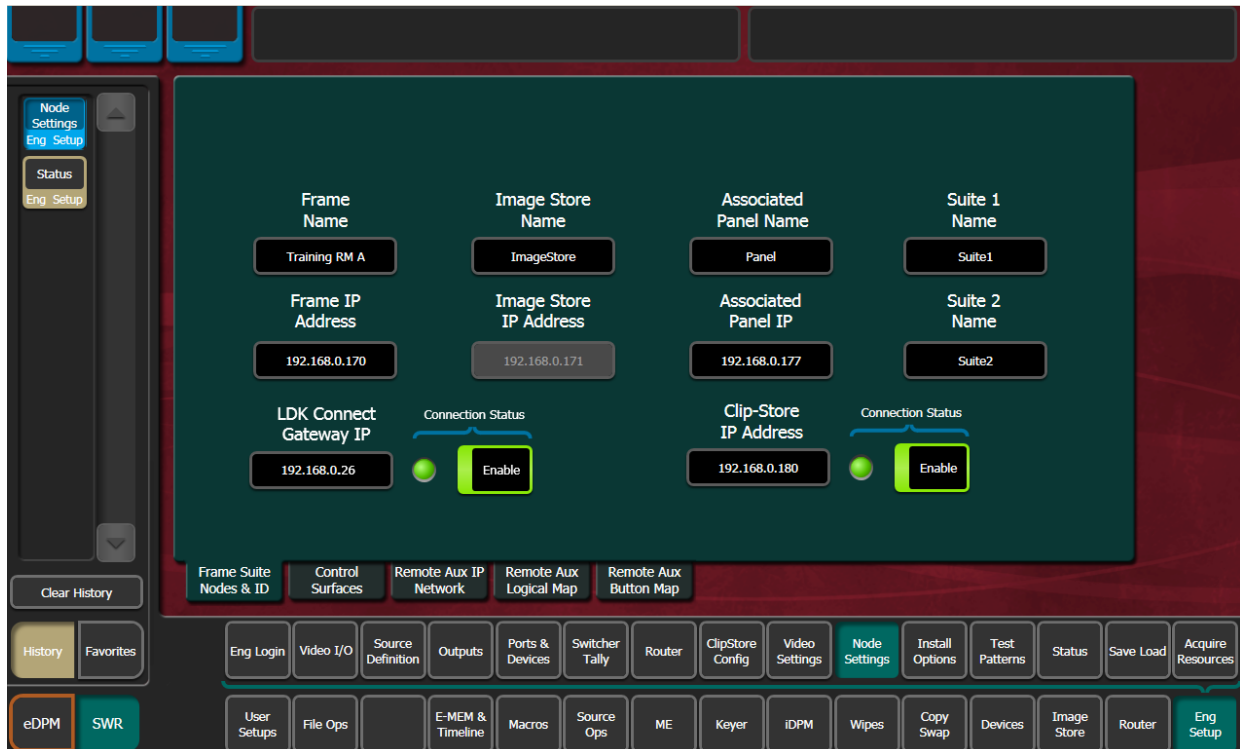 Node
Settings
Eng Setup
Status
Eng Setup
Clear History
History
Favorites
eDPM
SWR
Frame
Name
Image Store
Name
Associated
Panel Name
Suite 1
Name
Training RM A
ImageStore
Panel
Suite1
Frame IP
Address
Image Store
IP Address
Associated
Panel IP
Suite 2
Name
192.168.0.170
192.168.0.171
192.168.0.177
Suite2
LDK Connect
Gateway IP
Connection Status
Clip-Store
IP Address
Connection Status
192.168.0.26
Enable
192.168.0.180
Enable
Frame Suite
Nodes & ID
Control
Surfaces
Remote Aux IP
Network
Remote Aux
Logical Map
Remote Aux
Button Map
Eng Login
Video I/O
Source
Definition
Outputs
Ports &
Devices
Switcher
Tally
Router
ClipStore
Config
Video
Settings
Node
Settings
Install
Options
Test
Patterns
Status
Save Load
Acquire
Resources
User
Setups
File Ops
E-MEM &
Timeline
Macros
Source
Ops
ME
Keyer
iDPM
Wipes
Copy
Swap
Devices
Image
Store
Router
Eng
Setup